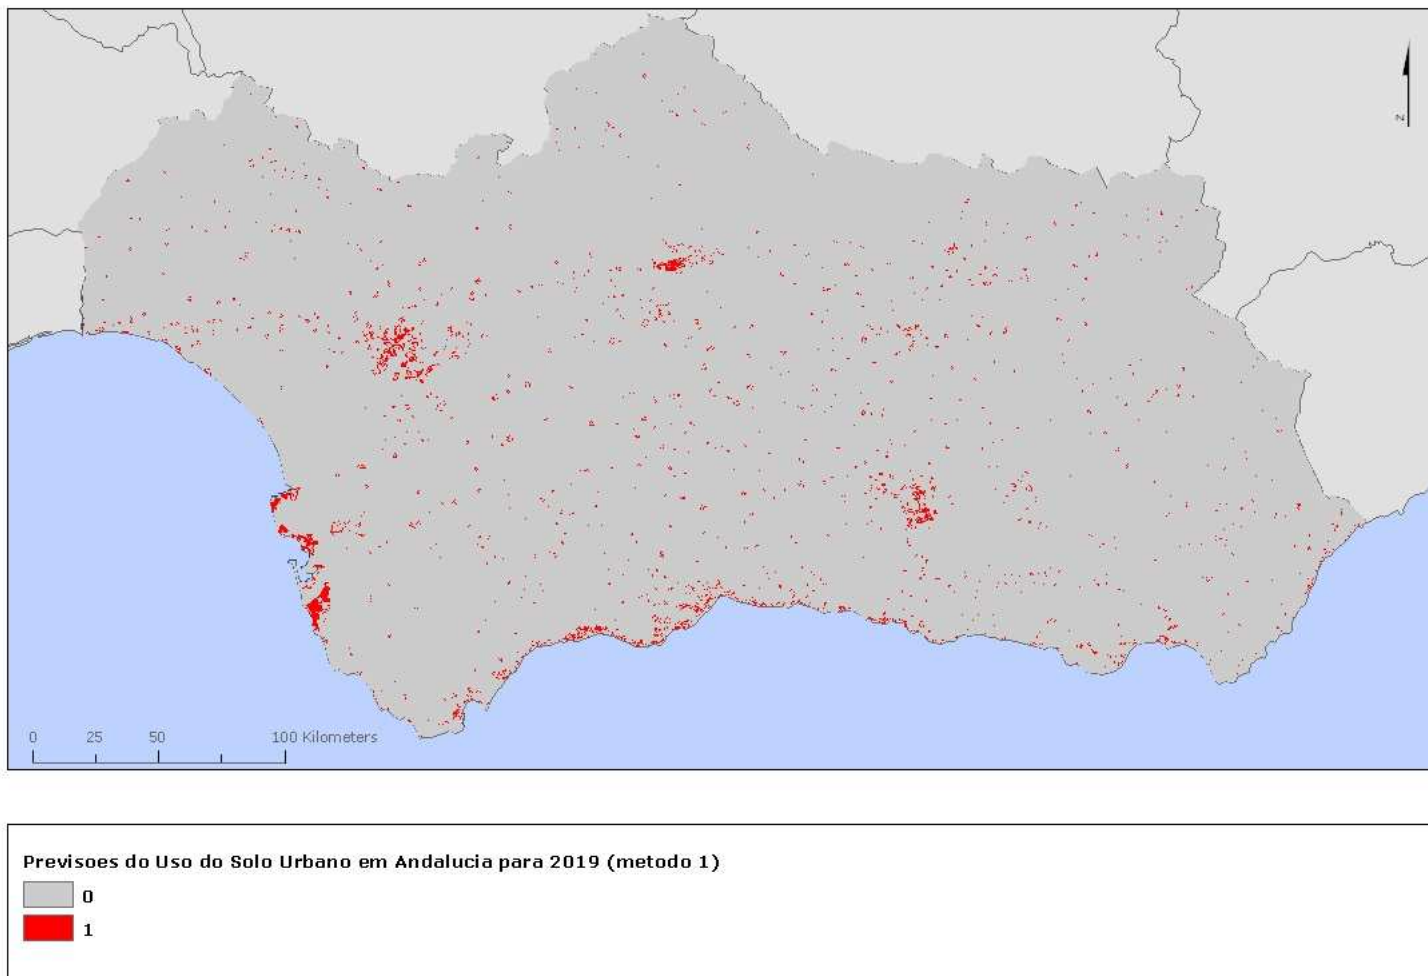 N
0 25 50 100 Kilometers
Previsoes do Uso do Solo Urbano em Andalucia para 2019 (metodo 1)
0
1